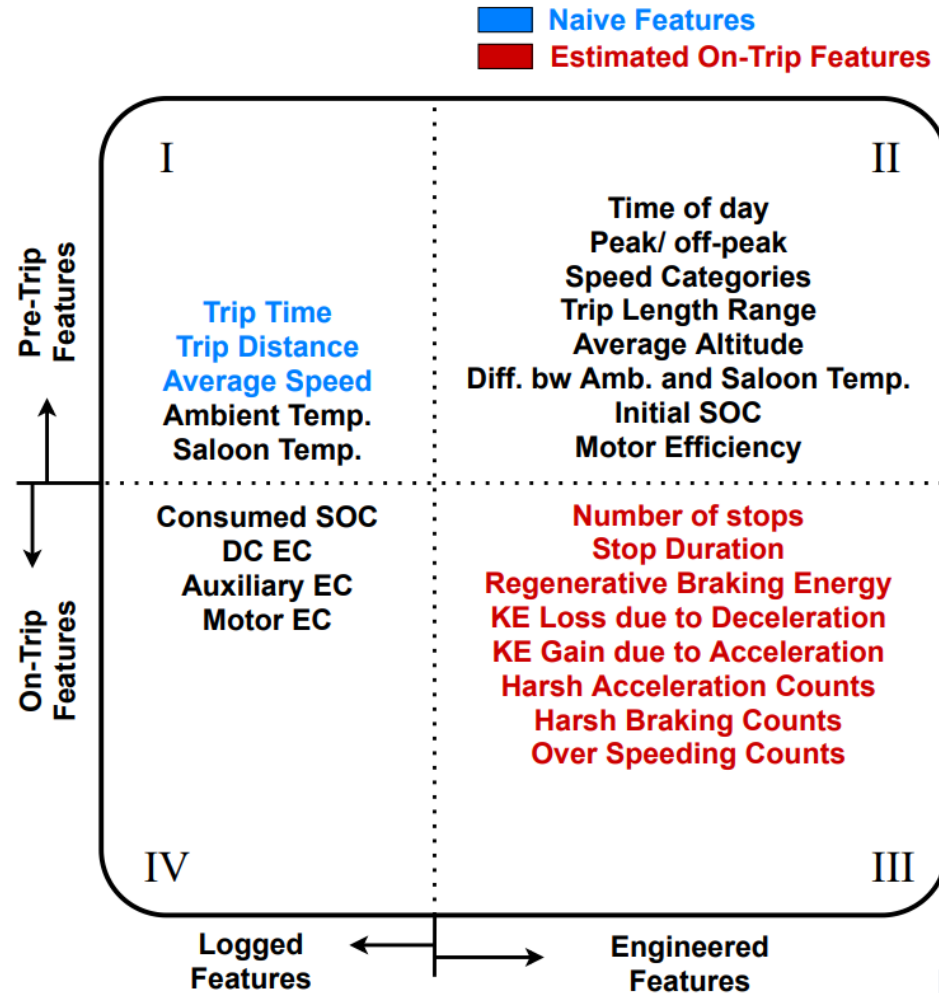 Naive Features
Estimated On-Trip Features
I
II
Pre-Trip
Features
Trip Time
Trip Distance
Average Speed
Ambient Temp.
Saloon Temp.
Time of day
Peak/ off-peak
Speed Categories
Trip Length Range
Average Altitude
Diff. bw Amb. and Saloon Temp.
Initial SOC
Motor Efficiency
On-Trip
Features
Consumed SOC
DC EC
Auxiliary EC
Motor EC
Number of stops
Stop Duration
Regenerative Braking Energy
KE Loss due to Deceleration
KE Gain due to Acceleration
Harsh Acceleration Counts
Harsh Braking Counts
Over Speeding Counts
IV
III
Logged
Features
Engineered
Features